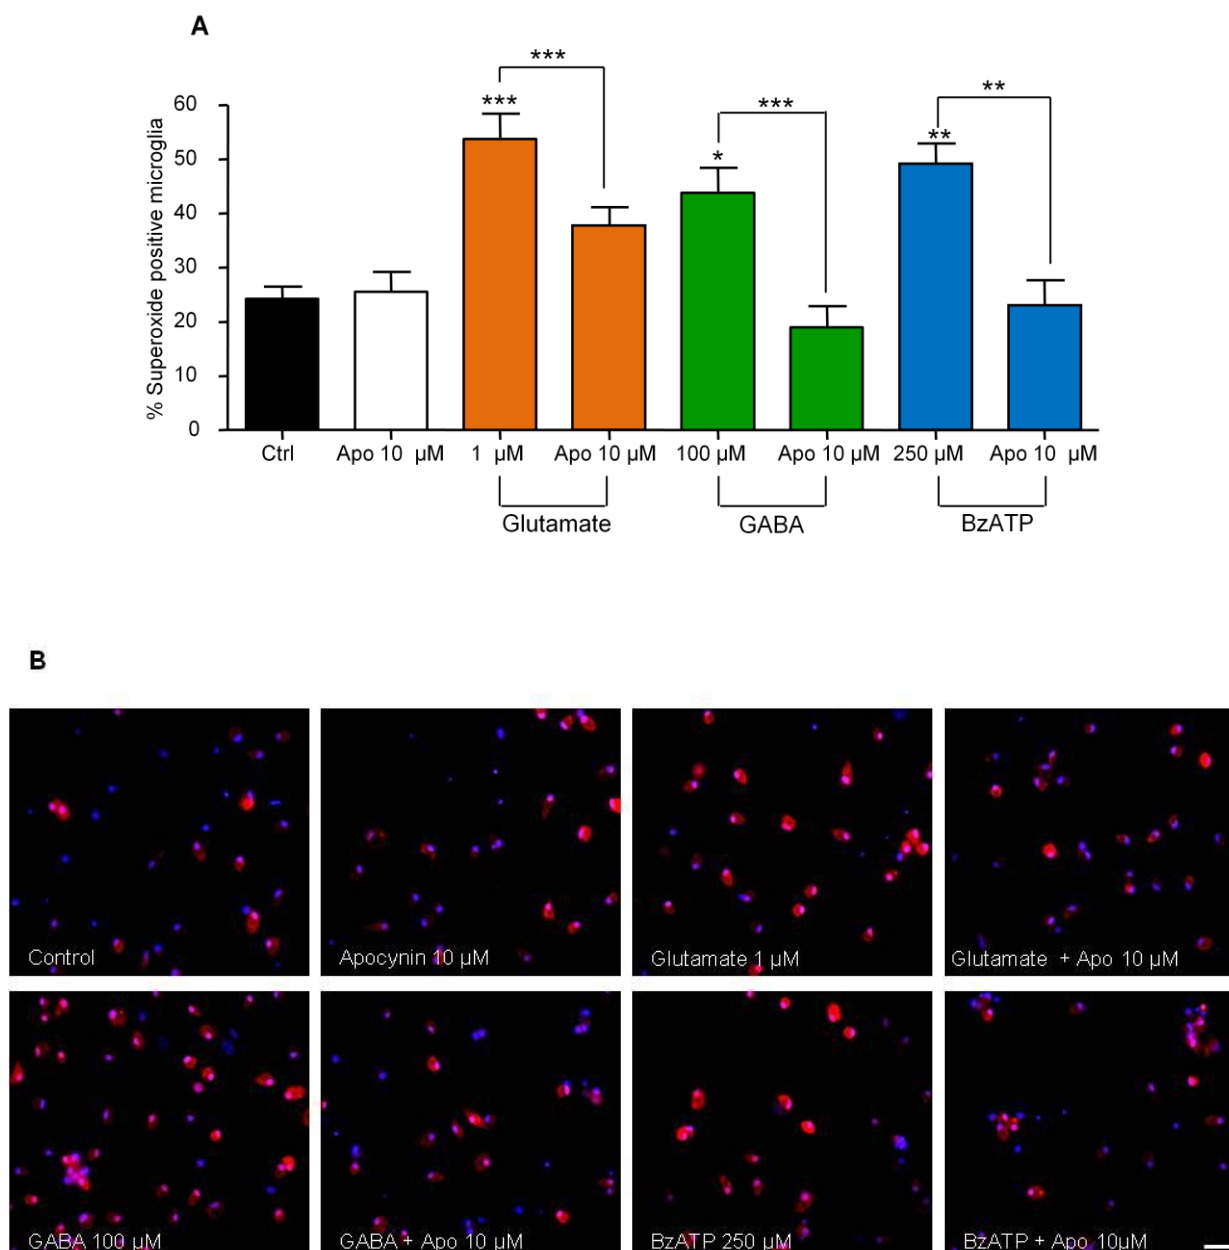 A
*** *** **
*** * **
60
50
40
30
20
10
0
% Superoxide positive microglia
Ctrl Apo 10 µM 1 µM Apo 10 µM 100 µM Apo 10 µM 250 µM Apo 10 µM
Glutamate GABA BzATP
B
Control Apocynin 10 µM Glutamate 1 µM Glutamate + Apo 10 µM
GABA 100 µM GABA + Apo 10 µM BzATP 250 µM BzATP + Apo 10µM